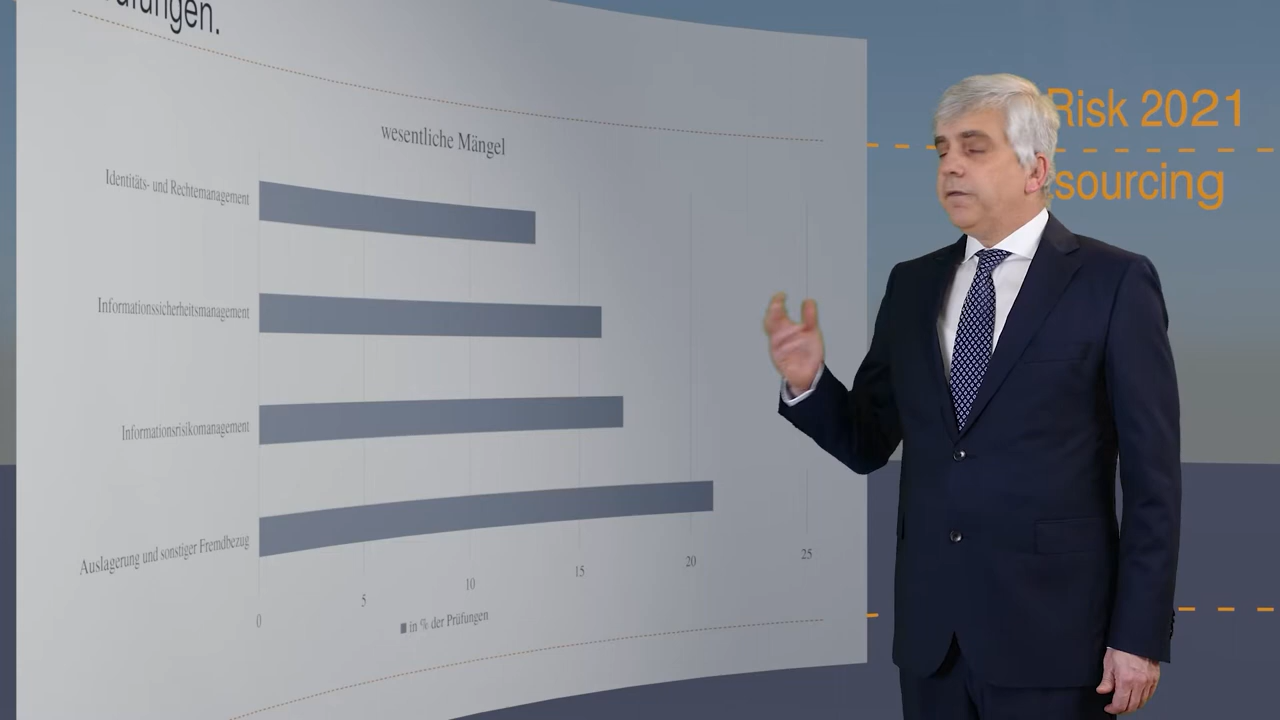 Risk 2021
sourcing
wesentliche Mängel
Identitäts- und Rechtemanagement
Informationssicherheitsmanagement
Informationsrisikomanagement
Auslagerung und sonstiger Fremdbezug
0
5
10
15
20
25
in % der Prüfungen